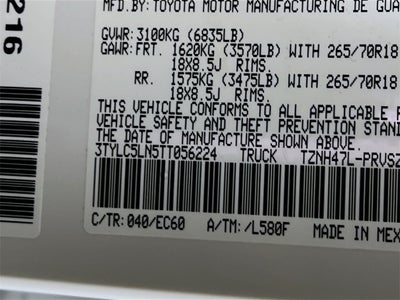 MFD.BY:TOYOTA MOTOR MANUFACTURING DE GUA
GVWR:3100KG (6835LB)
GAWR:FRT. 1620KG (3570LB) WITH 265/70R18
18X8.5J RIMS.
RR. 1575KG (3475LB) WITH 265/70R18
18X8.5J RIMS.
THIS VEHICLE CONFORMS TO ALL APPLICABLE F
VEHICLE SAFETY AND THEFT PREVENTION STAN
THE DATE OF MANUFACTURE SHOWN ABOVE.
3TYLC5LN5TT056224 TRUCK TZNH47L-PRVSZ
C/TR:040/EC60 A/TM:/L580F MADE IN MEX
216